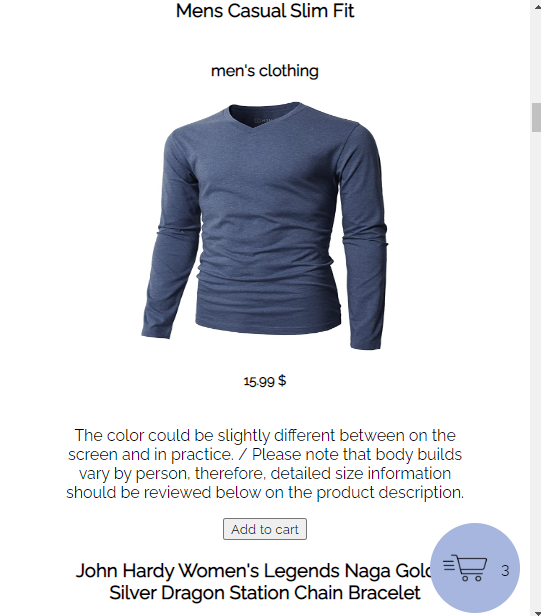 Mens Casual Slim Fit
men's clothing
15.99 $
The color could be slightly different between on the
screen and in practice. / Please note that body builds
vary by person, therefore, detailed size information
should be reviewed below on the product description.
Add to cart
John Hardy Women's Legends Naga Gold
Silver Dragon Station Chain Bracelet
3